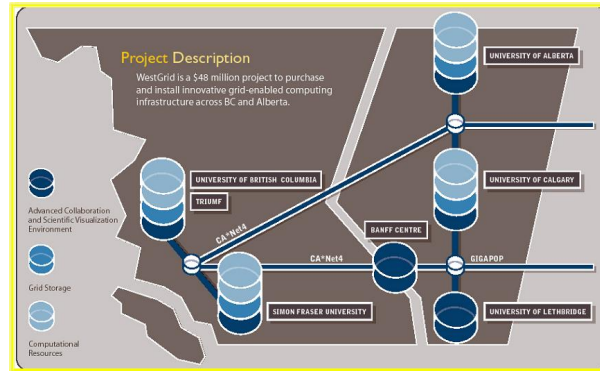 Project Description
WestGrid is a $48 million project to purchase
and install innovative grid-enabled computing
infrastructure across BC and Alberta.
UNIVERSITY OF ALBERTA
UNIVERSITY OF BRITISH COLUMBIA
TRIUMF
UNIVERSITY OF CALGARY
Advanced Collaboration
and Scientific Visualization
Environment
CA*Net4
BANFF CENTRE
CA*Net4
GIGAPOP
Grid Storage
SIMON FRASER UNIVERSITY
UNIVERSITY OF LETHBRIDGE
Computational
Resources